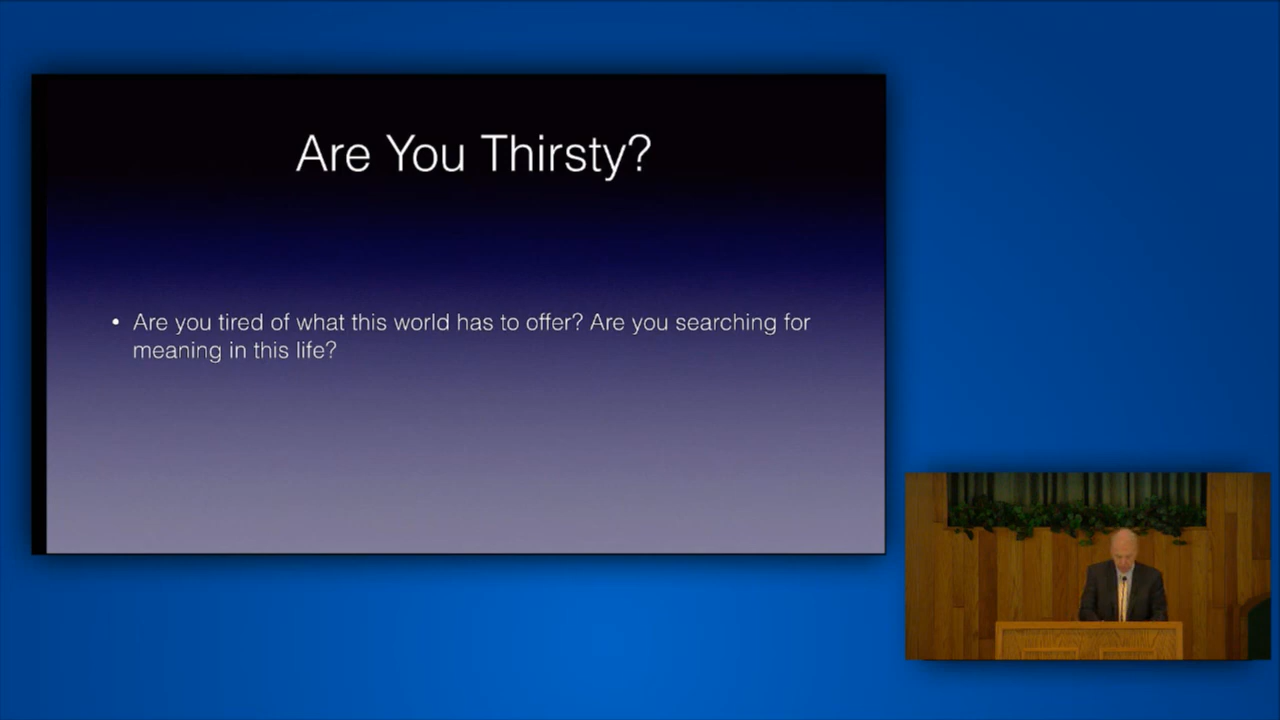 Are You Thirsty?
• Are you tired of what this world has to offer? Are you searching for
meaning in this life?